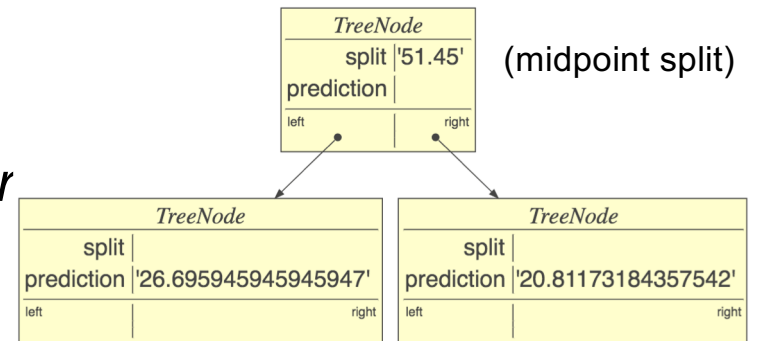 TreeNode
split '51.45'
(midpoint split)
prediction
left right
r
TreeNode
split
prediction '26.695945945945947'
left right
TreeNode
split
prediction '20.81173184357542'
left right